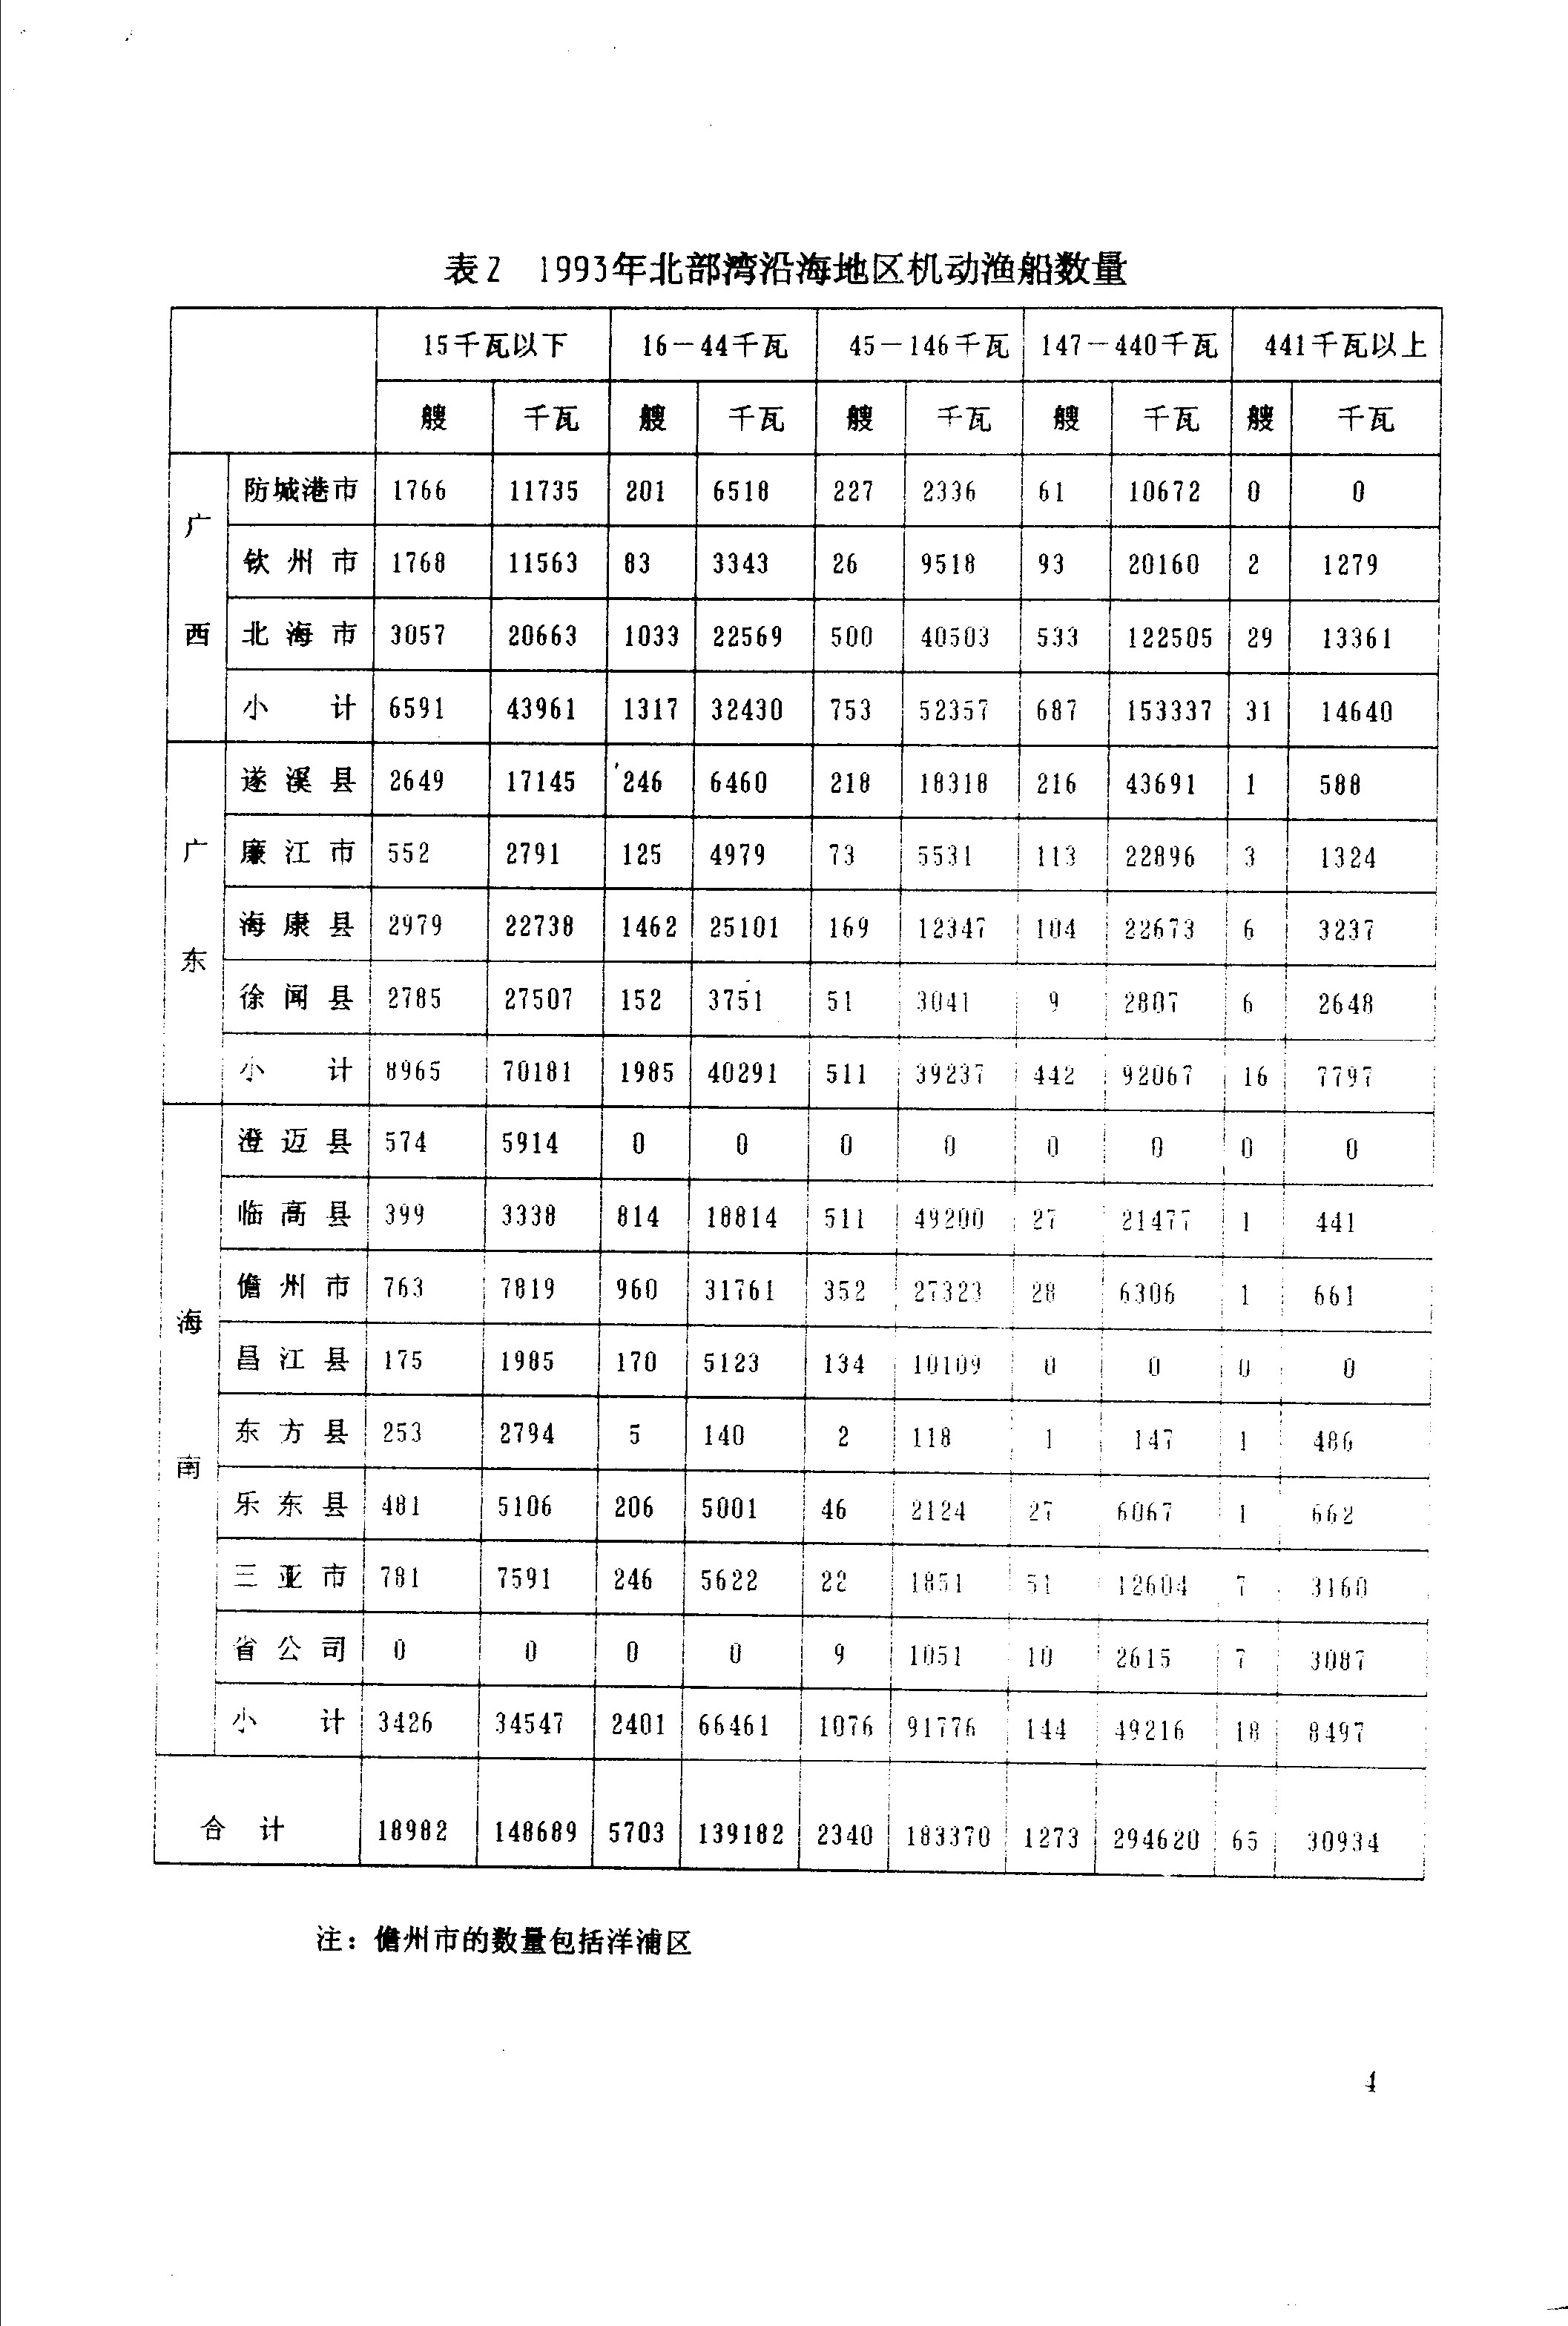 表2 1993年北部湾沿海地区机动渔船数量
15千瓦以下 16－44千瓦 45－146千瓦 147－440千瓦 441千瓦以上
艘 千瓦 艘 千瓦 艘 千瓦 艘 千瓦 艘 千瓦
广西
防城港市 1766 11735 201 6518 227 2336 61 10672 0 0
钦州市 1768 11563 83 3343 26 9518 93 20160 2 1279
北海市 3057 20663 1033 22569 500 40503 533 122505 29 13361
小计 6591 43961 1317 32430 753 52357 687 153337 31 14640
广东
遂溪县 2649 17145 246 6460 218 18318 216 43691 1 588
廉江市 552 2791 125 4979 73 5531 113 22896 3 1324
海康县 2979 22738 1462 25101 169 12347 104 22673 6 3237
徐闻县 2785 27507 152 3751 51 3041 9 2807 6 2648
小计 8965 70181 1985 40291 511 39237 442 92067 16 7797
海南
澄迈县 574 5914 0 0 0 0 0 0 0 0
临高县 399 3338 814 18814 511 49200 27 21477 1 441
儋州市 763 7819 960 31761 352 27323 28 6306 1 661
昌江县 175 1985 170 5123 134 10109 0 0 0 0
东方县 253 2794 5 140 2 118 1 147 1 486
乐东县 481 5106 206 5001 46 2124 27 6067 1 662
三亚市 781 7591 246 5622 22 1851 51 12604 7 3160
省公司 0 0 0 0 9 1051 10 2615 7 3087
小计 3426 34547 2401 66461 1076 91776 144 49216 18 8497
合计 18982 148689 5703 139182 2340 183370 1273 294620 65 30934
注：儋州市的数量包括洋浦区
4